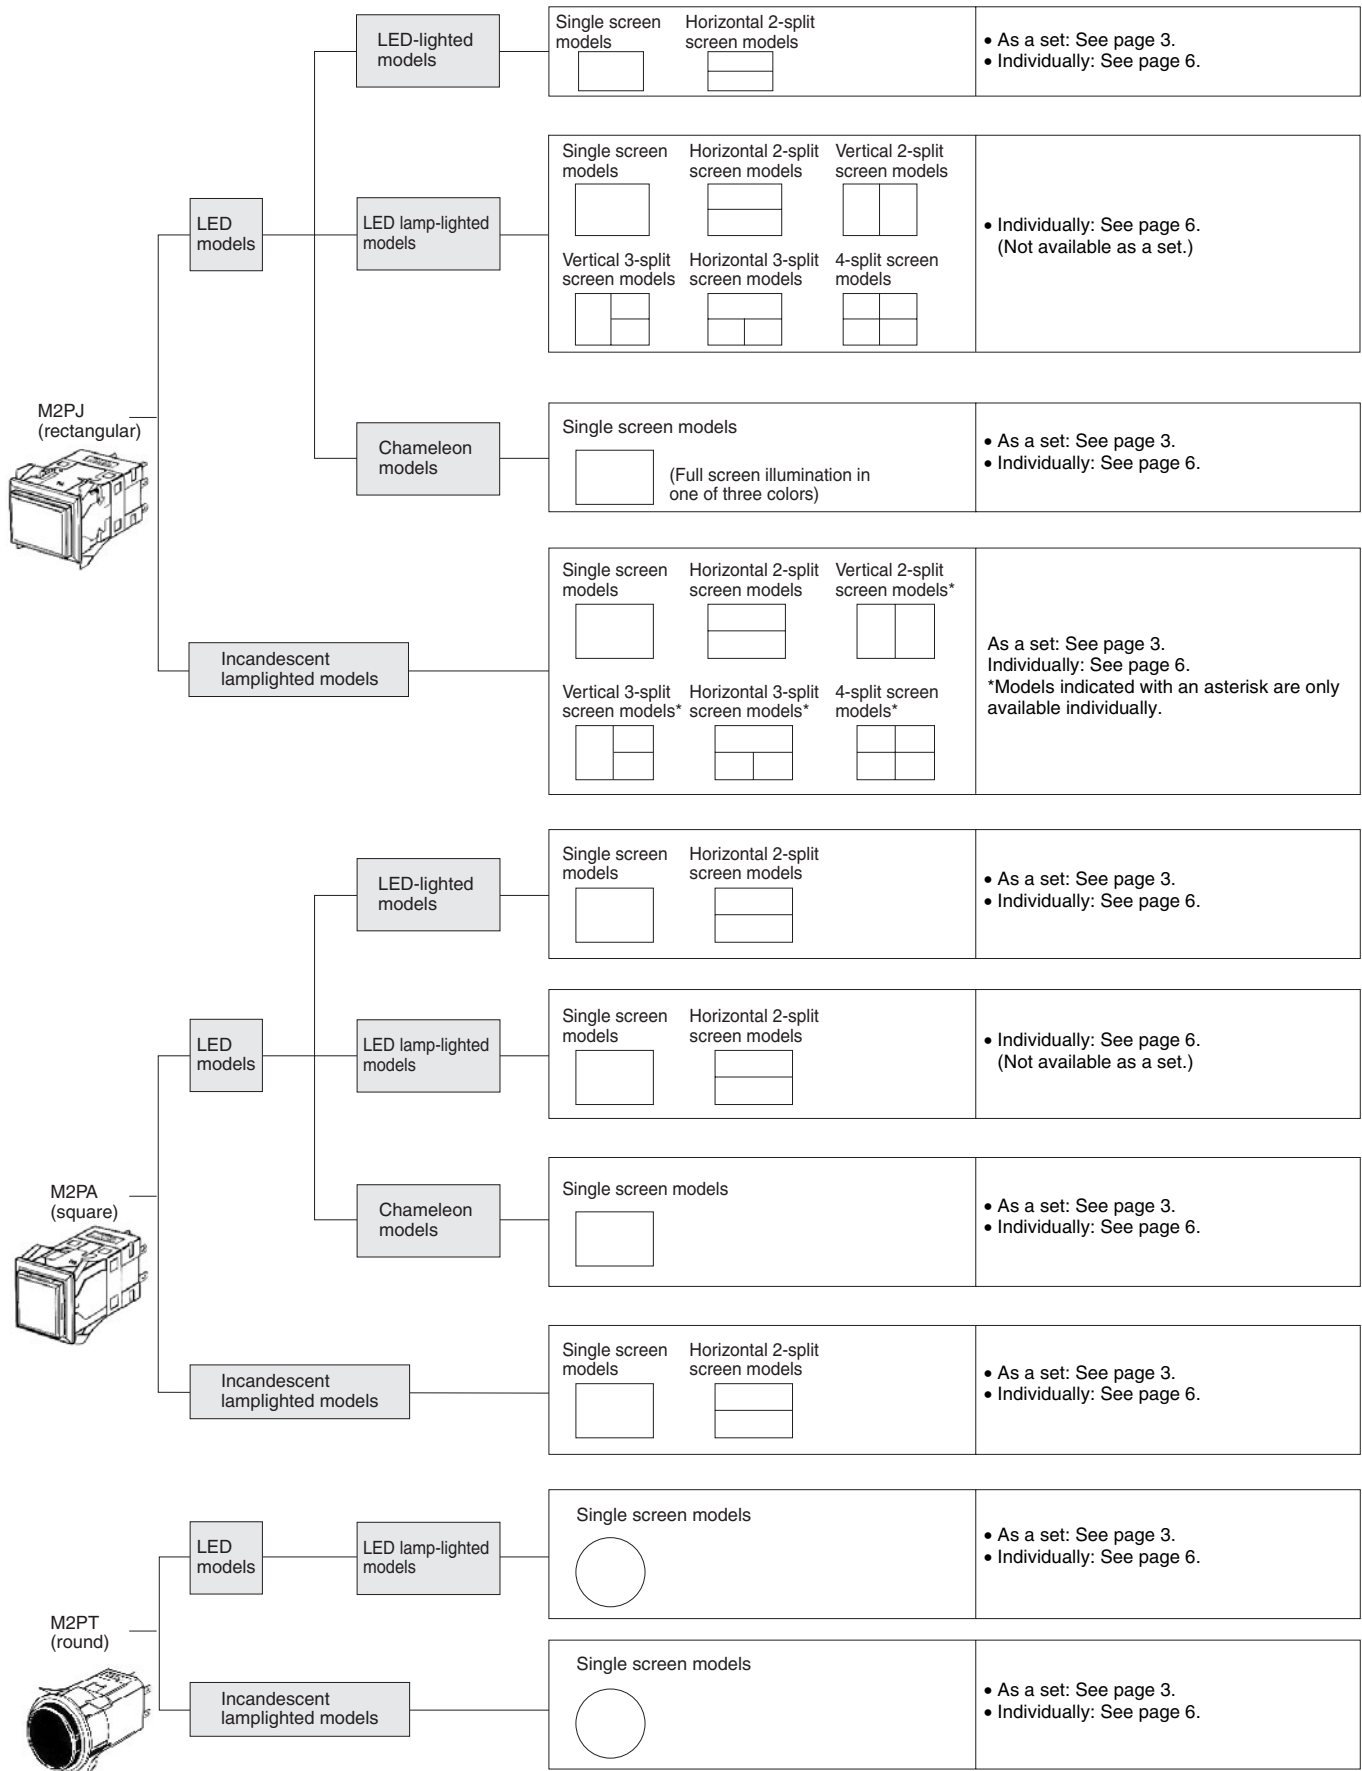 LED-lighted
models
Single screen
models
Horizontal 2-split
screen models
• As a set: See page 3.
• Individually: See page 6.
LED
models
LED lamp-lighted
models
Single screen
models
Horizontal 2-split
screen models
Vertical 2-split
screen models
Vertical 3-split
screen models
Horizontal 3-split
screen models
4-split screen
models
• Individually: See page 6.
(Not available as a set.)
M2PJ
(rectangular)
Chameleon
models
Single screen models
(Full screen illumination in
one of three colors)
• As a set: See page 3.
• Individually: See page 6.
Incandescent
lamplighted models
Single screen
models
Horizontal 2-split
screen models
Vertical 2-split
screen models*
Vertical 3-split
screen models*
Horizontal 3-split
screen models*
4-split screen
models*
As a set: See page 3.
Individually: See page 6.
*Models indicated with an asterisk are only
available individually.
LED-lighted
models
Single screen
models
Horizontal 2-split
screen models
• As a set: See page 3.
• Individually: See page 6.
LED
models
LED lamp-lighted
models
Single screen
models
Horizontal 2-split
screen models
• Individually: See page 6.
(Not available as a set.)
M2PA
(square)
Chameleon
models
Single screen models
• As a set: See page 3.
• Individually: See page 6.
Incandescent
lamplighted models
Single screen
models
Horizontal 2-split
screen models
• As a set: See page 3.
• Individually: See page 6.
LED
models
LED lamp-lighted
models
Single screen models
• As a set: See page 3.
• Individually: See page 6.
M2PT
(round)
Incandescent
lamplighted models
Single screen models
• As a set: See page 3.
• Individually: See page 6.